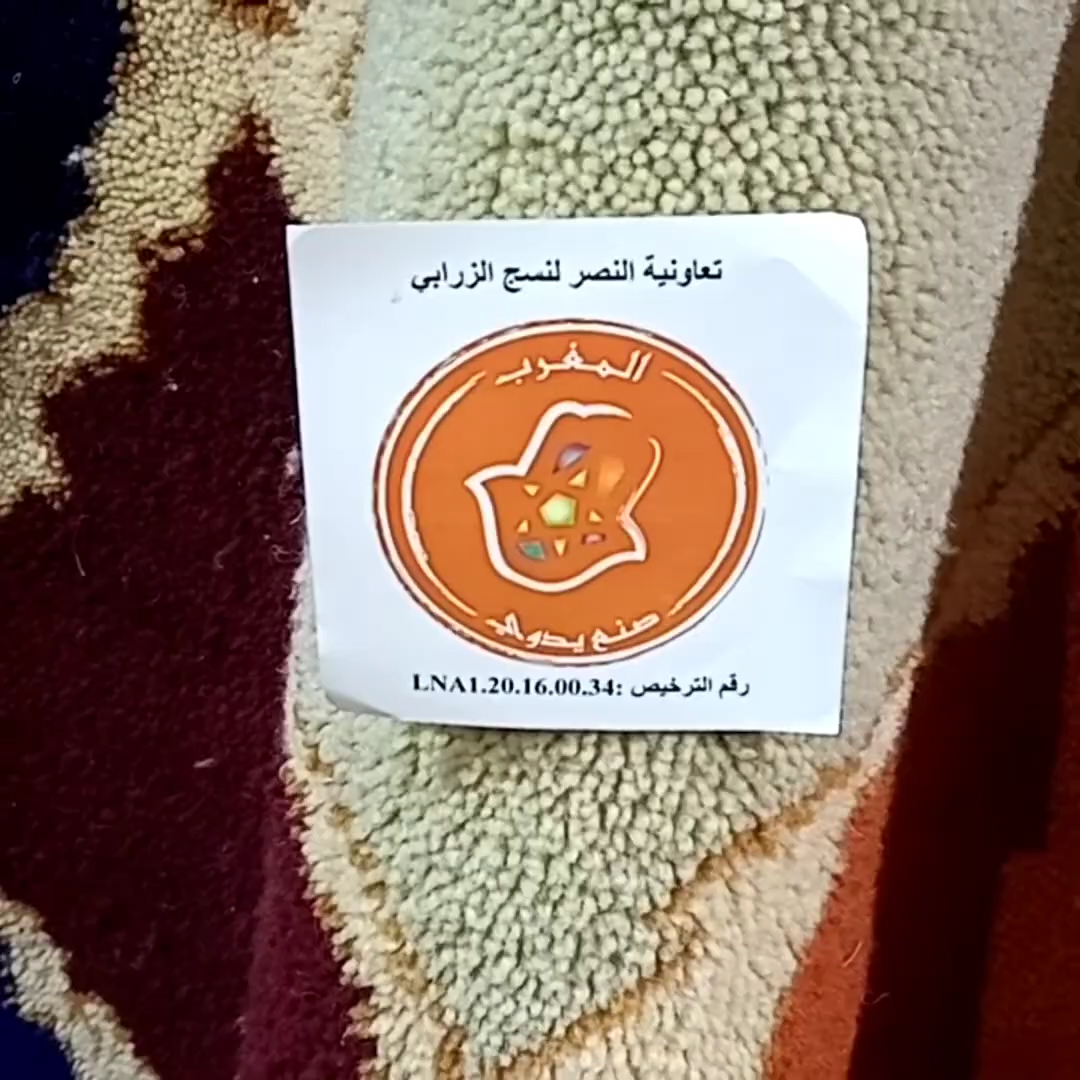 تعاونية النصر لنسج الزرابي
المغرب
صنع يدوي
رقم الترخيص :LNA1.20.16.00.34